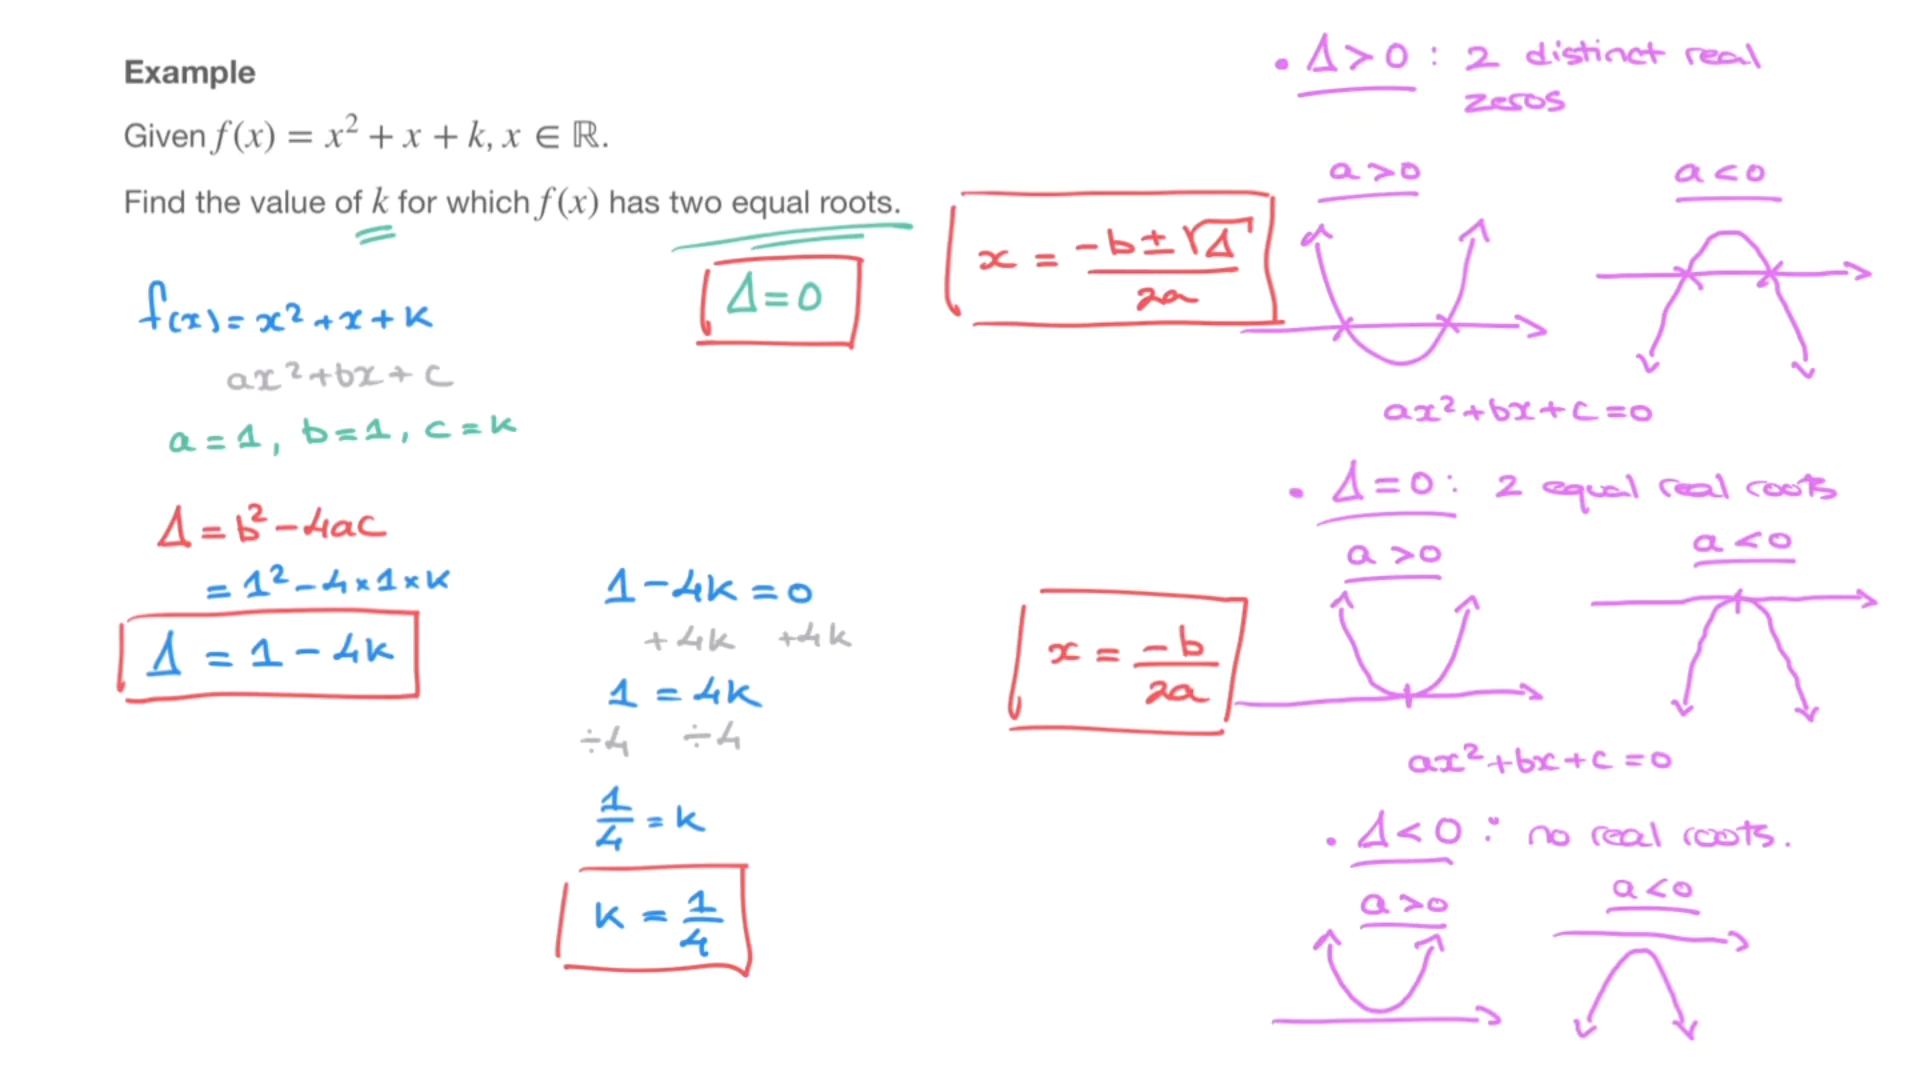 Example
Given f(x) = x² + x + k, x ∈ ℝ.
Find the value of k for which f(x) has two equal roots.
Δ=0
f(x) = x² + x + k
ax² + bx + c
a = 1, b = 1, c = k
Δ = b² - 4ac
= 1² - 4 × 1 × k
Δ = 1 - 4k
1 - 4k = 0
+ 4k +4k
1 = 4k
÷4 ÷4
1/4 = k
k = 1/4
x = (-b ± √Δ)/2a
x = -b/2a
• Δ > 0 : 2 distinct real
zeros
a > 0 a < 0
ax² + bx + c = 0
• Δ = 0 : 2 equal real roots
a > 0 a < 0
ax² + bx + c = 0
• Δ < 0 : no real roots.
a > 0 a < 0